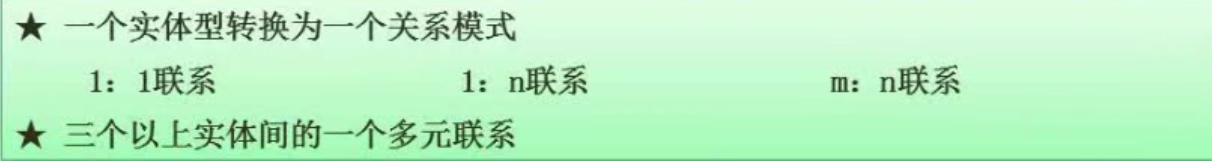 ★ 一个实体型转换为一个关系模式
1：1联系 1：n联系 m：n联系
★ 三个以上实体间的一个多元联系